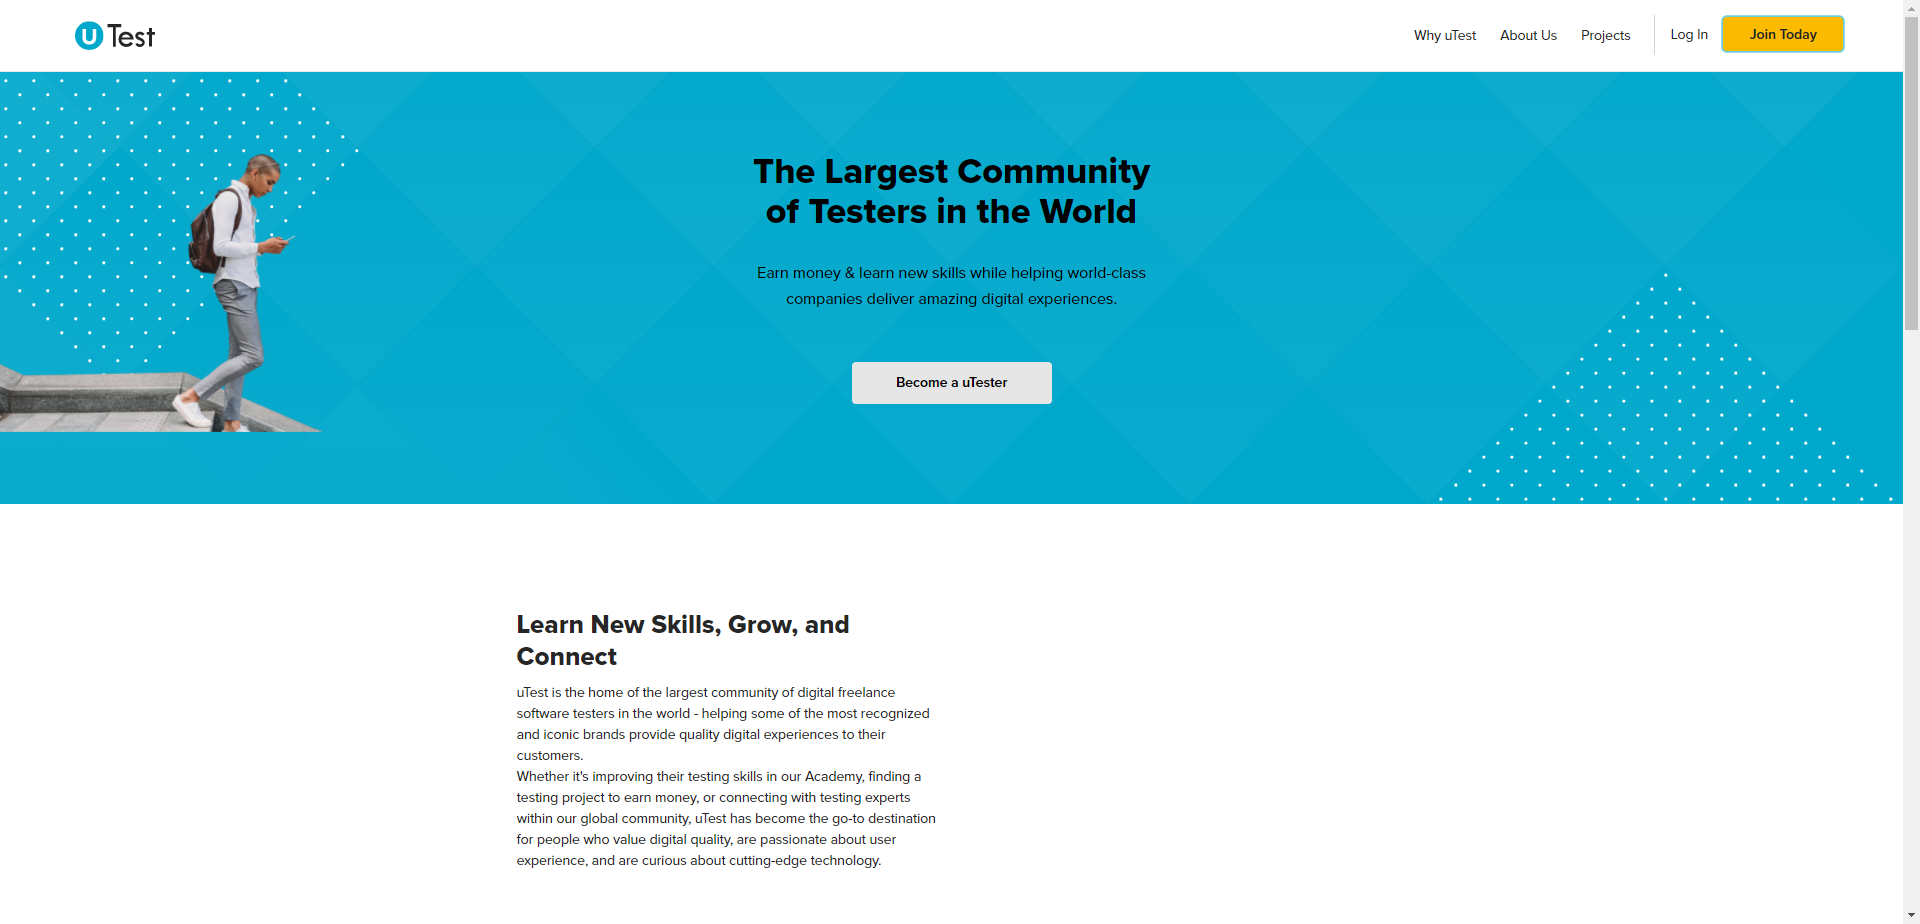 uTest
Why uTest
About Us
Projects
Log In
Join Today
The Largest Community
of Testers in the World
Earn money & learn new skills while helping world-class
companies deliver amazing digital experiences.
Become a uTester
Learn New Skills, Grow, and
Connect
uTest is the home of the largest community of digital freelance
software testers in the world - helping some of the most recognized
and iconic brands provide quality digital experiences to their
customers.
Whether it's improving their testing skills in our Academy, finding a
testing project to earn money, or connecting with testing experts
within our global community, uTest has become the go-to destination
for people who value digital quality, are passionate about user
experience, and are curious about cutting-edge technology.